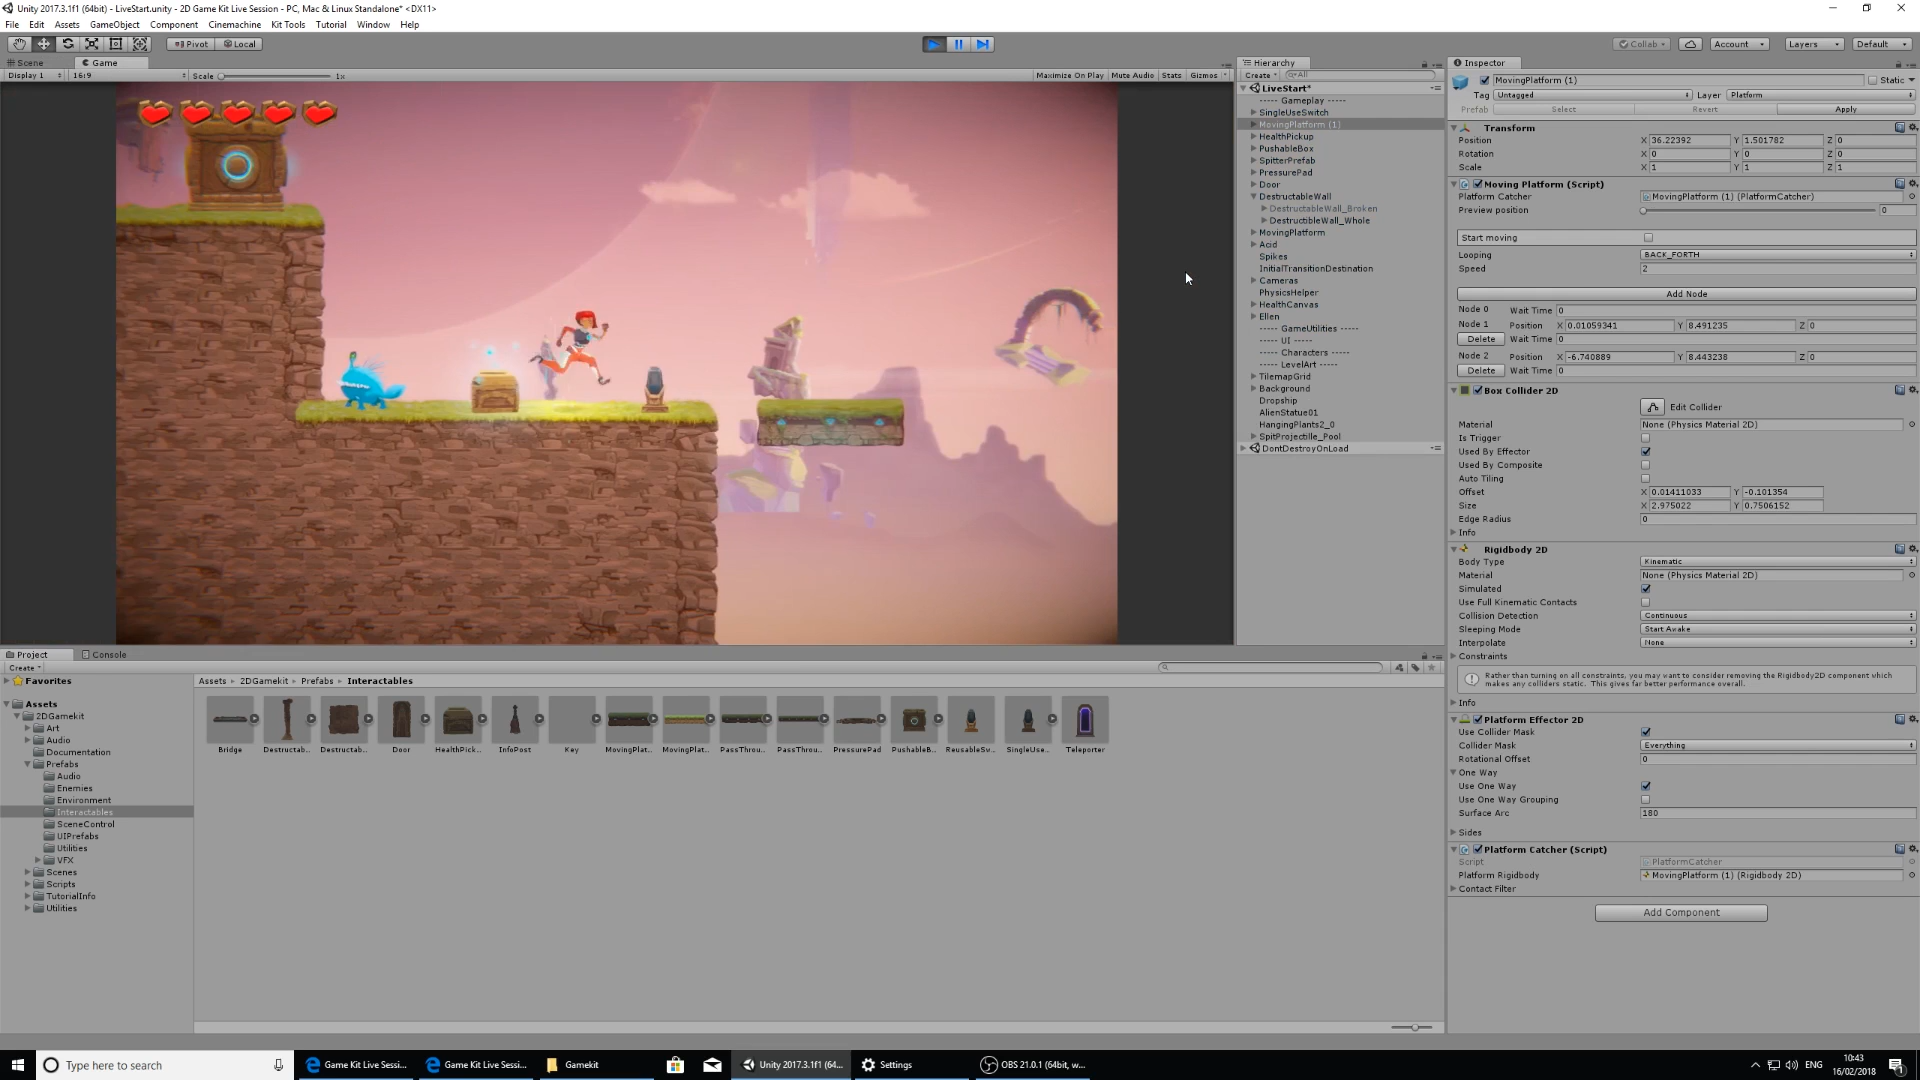 Unity 2017.3.1f1 (64bit) - LiveStart.unity - 2D Game Kit Live Session - PC, Mac & Linux Standalone* <DX11>
File Edit Assets GameObject Component Cinemachine Kit Tools Tutorial Window Help
Pivot Local Collab Account Layers Default
Scene Game
Display 1 16:9 Scale 1x Maximize On Play Mute Audio Stats Gizmos
Hierarchy
Create All
LiveStart*
----- Gameplay -----
SingleUseSwitch
MovingPlatform (1)
HealthPickup
PushableBox
SpitterPrefab
PressurePad
Door
DestructableWall
DestructableWall_Broken
DestructibleWall_Whole
MovingPlatform
Acid
Spikes
InitialTransitionDestination
Cameras
PhysicsHelper
HealthCanvas
Ellen
----- GameUtilities -----
----- UI -----
----- Characters -----
----- LevelArt -----
TilemapGrid
Background
Dropship
AlienStatue01
HangingPlants2_0
SpitProjectille_Pool
DontDestroyOnLoad
Inspector
MovingPlatform (1) Static
Tag Untagged Layer Platform
Prefab Select Revert Apply
Transform
Position X 36.22392 Y 1.501782 Z 0
Rotation X 0 Y 0 Z 0
Scale X 1 Y 1 Z 1
Moving Platform (Script)
Platform Catcher MovingPlatform (1) (PlatformCatcher)
Preview position 0
Start moving
Looping BACK_FORTH
Speed 2
Add Node
Node 0 Wait Time 0
Node 1 Position X 0.01059341 Y 8.491235 Z 0
Delete Wait Time 0
Node 2 Position X -6.740889 Y 8.443238 Z 0
Delete Wait Time 0
Box Collider 2D
Edit Collider
Material None (Physics Material 2D)
Is Trigger
Used By Effector
Used By Composite
Auto Tiling
Offset X 0.01411033 Y -0.101354
Size X 2.975022 Y 0.7506152
Edge Radius 0
Info
Rigidbody 2D
Body Type Kinematic
Material None (Physics Material 2D)
Simulated
Use Full Kinematic Contacts
Collision Detection Continuous
Sleeping Mode Start Awake
Interpolate None
Constraints
Rather than turning on all constraints, you may want to consider removing the Rigidbody2D component which
makes any colliders static. This gives far better performance overall.
Info
Platform Effector 2D
Use Collider Mask
Collider Mask Everything
Rotational Offset 0
One Way
Use One Way
Use One Way Grouping
Surface Arc 180
Sides
Platform Catcher (Script)
Script PlatformCatcher
Platform Rigidbody MovingPlatform (1) (Rigidbody 2D)
Contact Filter
Add Component
Project Console
Create
Favorites
Assets
2DGamekit
Art
Audio
Documentation
Prefabs
Audio
Enemies
Environment
Interactables
SceneControl
UIPrefabs
Utilities
VFX
Scenes
Scripts
TutorialInfo
Utilities
Assets 2DGamekit Prefabs Interactables
Bridge Destructab... Destructab... Door HealthPick... InfoPost Key MovingPlat... MovingPlat... PassThrou... PassThrou... PressurePad PushableB... ReusableSw... SingleUse... Teleporter
Type here to search Game Kit Live Sessi... Game Kit Live Sessi... Gamekit Unity 2017.3.1f1 (64... Settings OBS 21.0.1 (64bit, w... ENG 10:43
16/02/2018